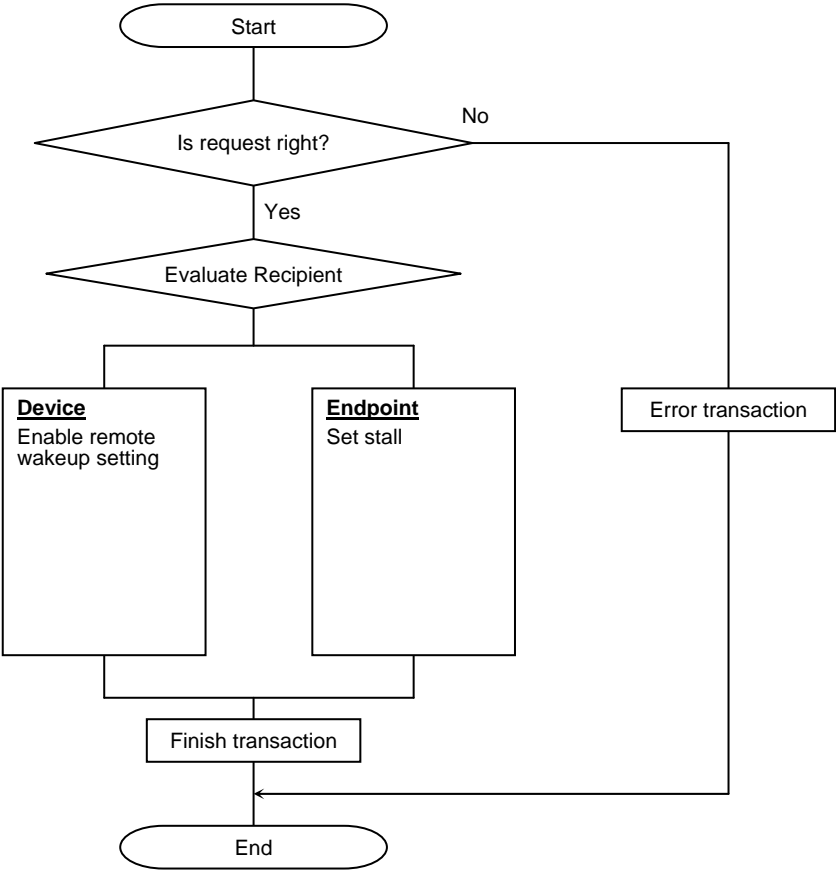 Start
Is request right?
No
Yes
Evaluate Recipient
Device
Enable remote
wakeup setting
Endpoint
Set stall
Error transaction
Finish transaction
End